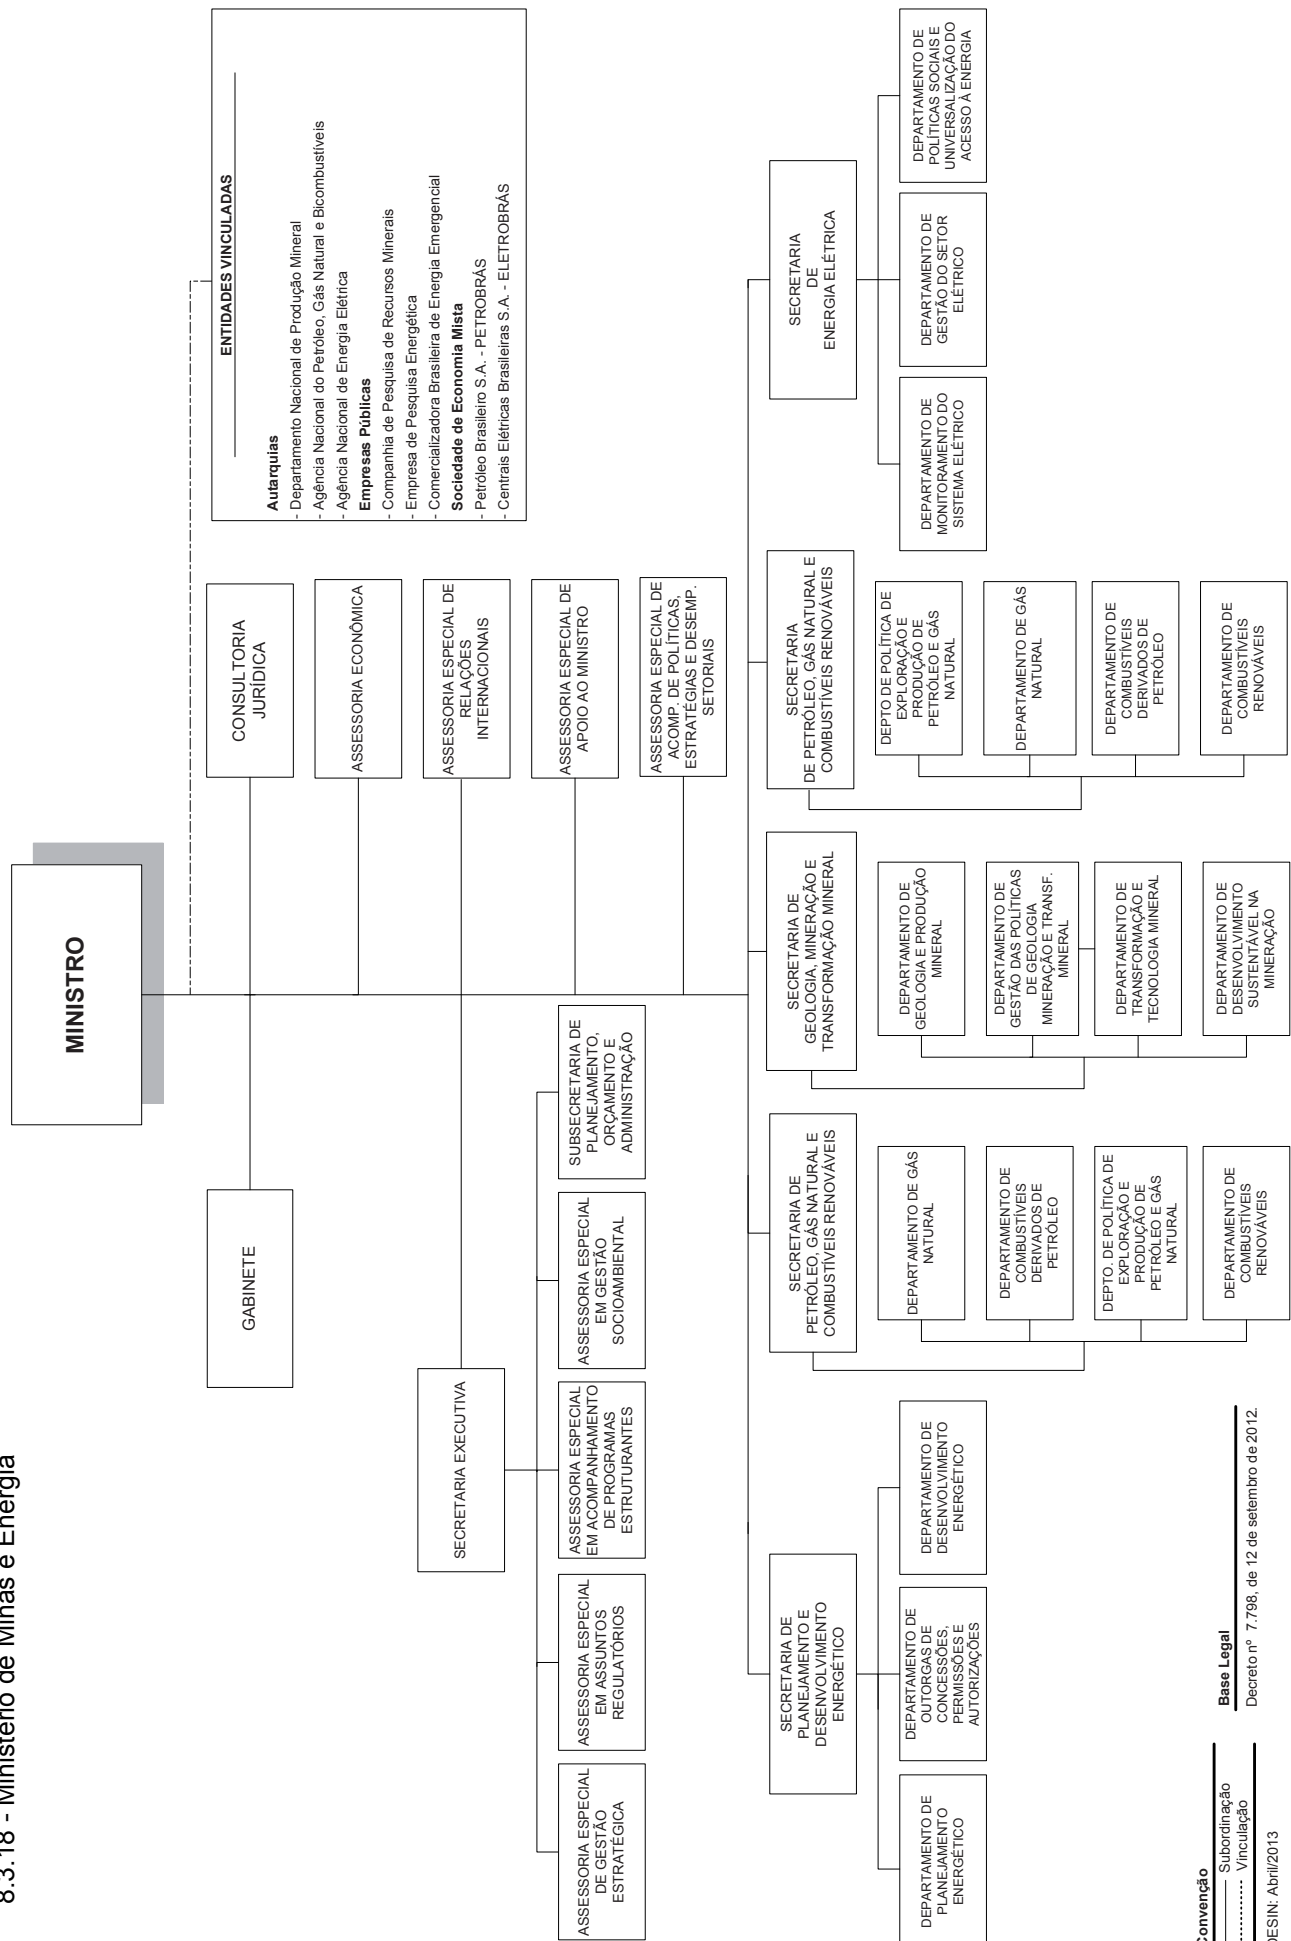 8.3.18 - Ministério de Minas e Energia
MINISTRO
GABINETE
CONSULTORIA
JURÍDICA
ENTIDADES VINCULADAS
Autarquias
- Departamento Nacional de Produção Mineral
- Agência Nacional do Petróleo, Gás Natural e Bicombustíveis
- Agência Nacional de Energia Elétrica
Empresas Públicas
- Companhia de Pesquisa de Recursos Minerais
- Empresa de Pesquisa Energética
- Comercializadora Brasileira de Energia Emergencial
Sociedade de Economia Mista
- Petróleo Brasileiro S.A. - PETROBRÁS
- Centrais Elétricas Brasileiras S.A. - ELETROBRÁS
ASSESSORIA ECONÔMICA
SECRETARIA EXECUTIVA
ASSESSORIA ESPECIAL DE
RELAÇÕES
INTERNACIONAIS
ASSESSORIA ESPECIAL DE
APOIO AO MINISTRO
ASSESSORIA ESPECIAL DE
ACOMP. DE POLÍTICAS,
ESTRATÉGIAS E DESEMP.
SETORIAIS
ASSESSORIA ESPECIAL
DE GESTÃO
ESTRATÉGICA
ASSESSORIA ESPECIAL
EM ASSUNTOS
REGULATÓRIOS
ASSESSORIA ESPECIAL
EM ACOMPANHAMENTO
DE PROGRAMAS
ESTRUTURANTES
ASSESSORIA ESPECIAL
EM GESTÃO
SOCIOAMBIENTAL
SUBSECRETARIA DE
PLANEJAMENTO,
ORÇAMENTO E
ADMINISTRAÇÃO
SECRETARIA DE
PLANEJAMENTO E
DESENVOLVIMENTO
ENERGÉTICO
DEPARTAMENTO DE
PLANEJAMENTO
ENERGÉTICO
DEPARTAMENTO DE
OUTORGAS DE
CONCESSÕES,
PERMISSÕES E
AUTORIZAÇÕES
DEPARTAMENTO DE
DESENVOLVIMENTO
ENERGÉTICO
SECRETARIA DE
PETRÓLEO, GÁS NATURAL E
COMBUSTÍVEIS RENOVÁVEIS
DEPARTAMENTO DE GÁS
NATURAL
DEPARTAMENTO DE
COMBUSTÍVEIS
DERIVADOS DE
PETRÓLEO
DEPTO. DE POLÍTICA DE
EXPLORAÇÃO E
PRODUÇÃO DE
PETRÓLEO E GÁS
NATURAL
DEPARTAMENTO DE
COMBUSTÍVEIS
RENOVÁVEIS
SECRETARIA DE
GEOLOGIA, MINERAÇÃO E
TRANSFORMAÇÃO MINERAL
DEPARTAMENTO DE
GEOLOGIA E PRODUÇÃO
MINERAL
DEPARTAMENTO DE
GESTÃO DAS POLÍTICAS
DE GEOLOGIA
MINERAÇÃO E TRANSF.
MINERAL
DEPARTAMENTO DE
TRANSFORMAÇÃO E
TECNOLOGIA MINERAL
DEPARTAMENTO DE
DESENVOLVIMENTO
SUSTENTÁVEL NA
MINERAÇÃO
SECRETARIA
DE PETRÓLEO, GÁS NATURAL E
COMBUSTÍVEIS RENOVÁVEIS
DEPTO DE POLÍTICA DE
EXPLORAÇÃO E
PRODUÇÃO DE
PETRÓLEO E GÁS
NATURAL
DEPARTAMENTO DE GÁS
NATURAL
DEPARTAMENTO DE
COMBUSTÍVEIS
DERIVADOS DE
PETRÓLEO
DEPARTAMENTO DE
COMBUSTÍVEIS
RENOVÁVEIS
SECRETARIA
DE
ENERGIA ELÉTRICA
DEPARTAMENTO DE
MONITORAMENTO DO
SISTEMA ELÉTRICO
DEPARTAMENTO DE
GESTÃO DO SETOR
ELÉTRICO
DEPARTAMENTO DE
POLÍTICAS SOCIAIS E
UNIVERSALIZAÇÃO DO
ACESSO À ENERGIA
Convenção
Subordinação
Vinculação
DESIN: Abril/2013
Base Legal
Decreto nº 7.798, de 12 de setembro de 2012.